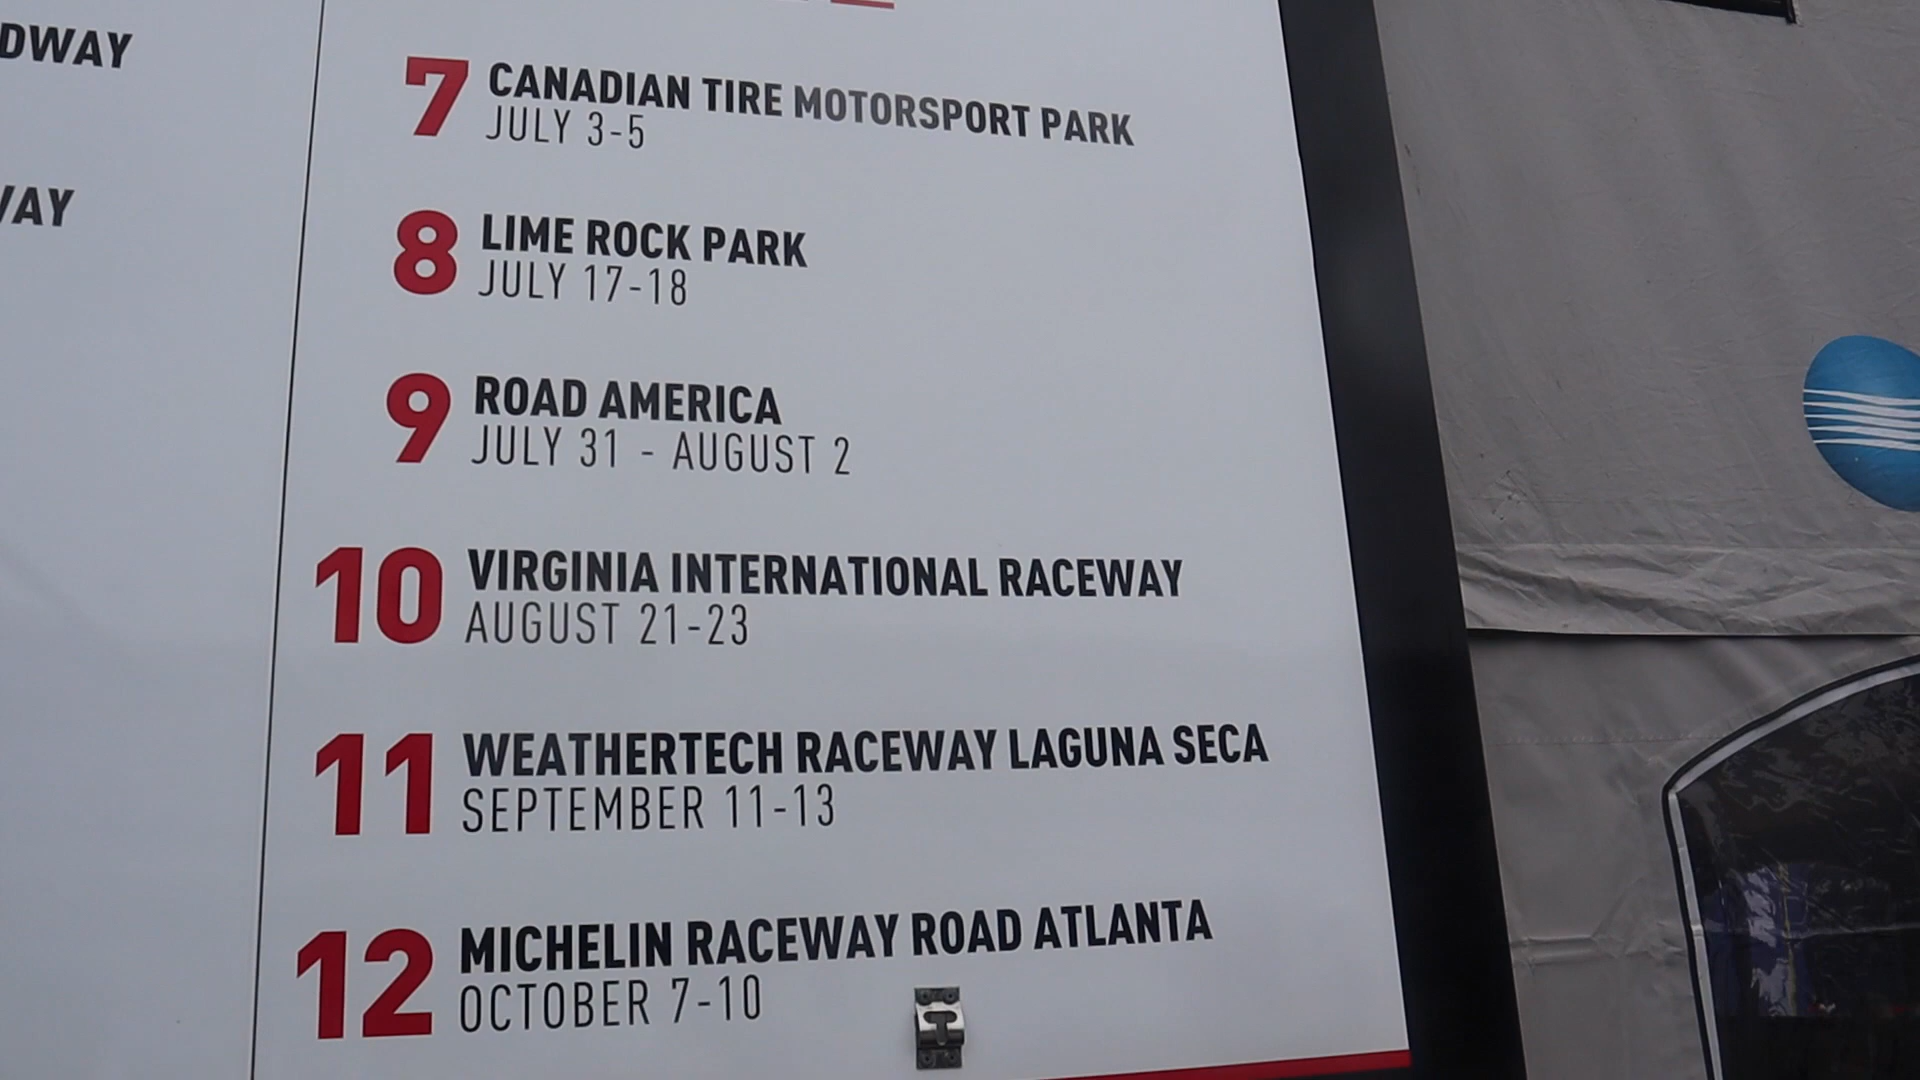 7 CANADIAN TIRE MOTORSPORT PARK
JULY 3-5
8 LIME ROCK PARK
JULY 17-18
9 ROAD AMERICA
JULY 31 - AUGUST 2
10 VIRGINIA INTERNATIONAL RACEWAY
AUGUST 21-23
11 WEATHERTECH RACEWAY LAGUNA SECA
SEPTEMBER 11-13
12 MICHELIN RACEWAY ROAD ATLANTA
OCTOBER 7-10